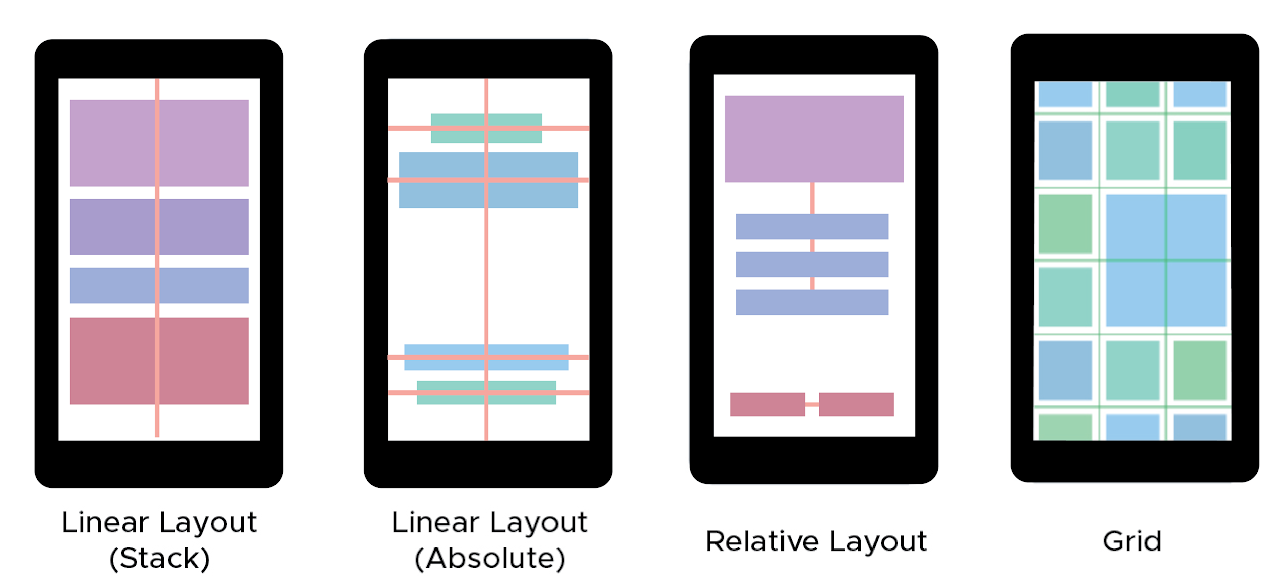 Linear Layout
(Stack)
Linear Layout
(Absolute)
Relative Layout
Grid